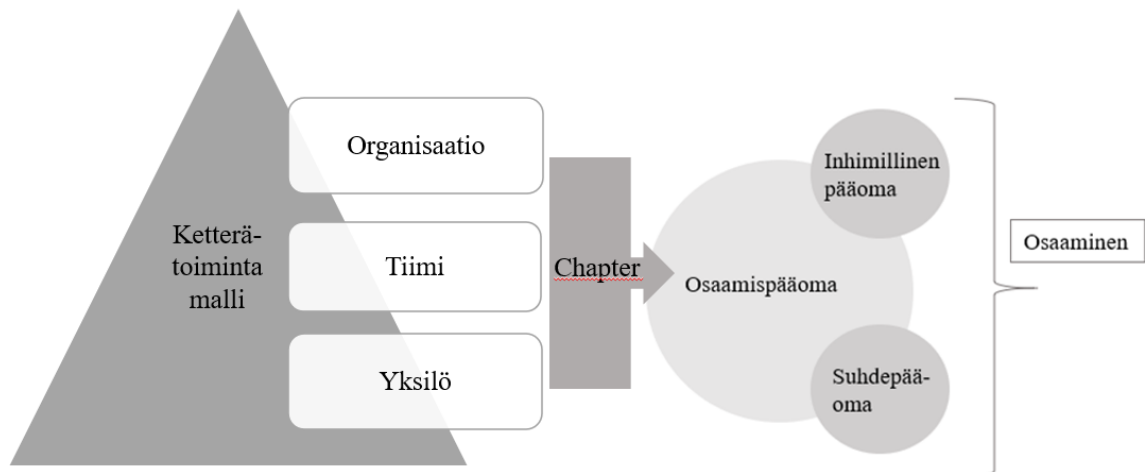 Organisaatio
Ketterä-
toiminta
malli
Tiimi
Yksilö
Chapter
Osaamispääoma
Inhimillinen
pääoma
Suhdepää-
oma
Osaaminen